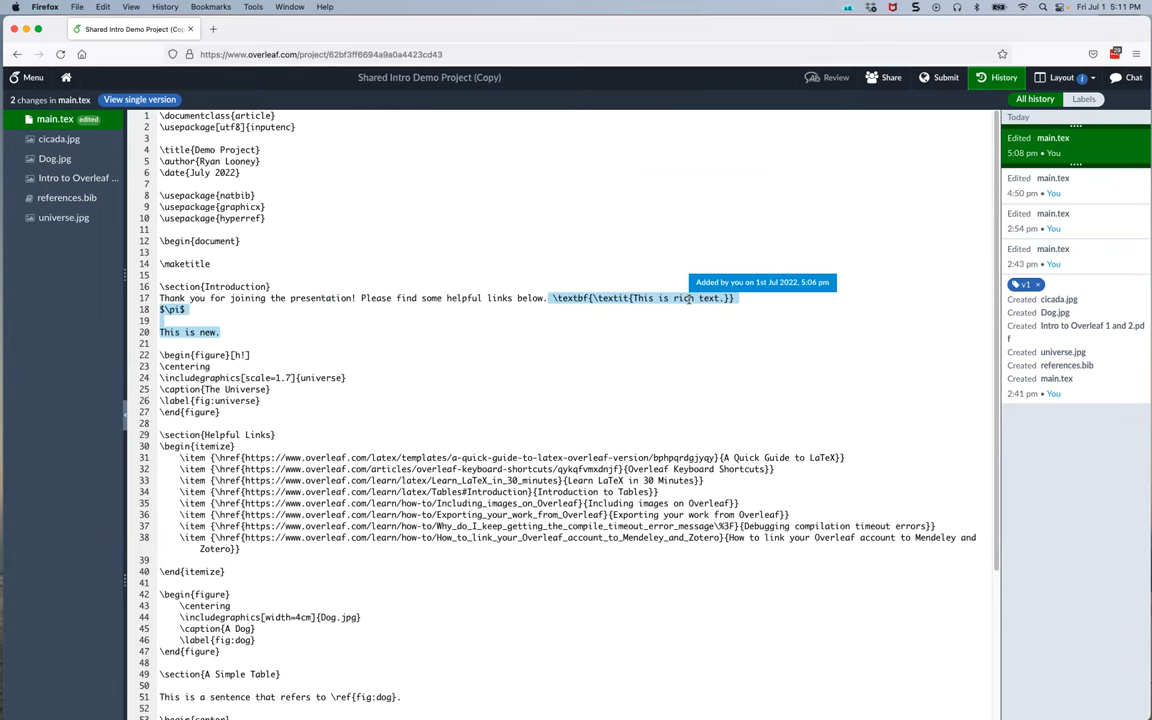 Firefox File Edit View History Bookmarks Tools Window Help Fri Jul 1 5:11 PM
Shared Intro Demo Project (Copy)
https://www.overleaf.com/project/62bf3ff6694a9a0a4423cd43
Menu Shared Intro Demo Project (Copy) Review Share Submit History Layout Chat
2 changes in main.tex View single version All history Labels
main.tex edited
cicada.jpg
Dog.jpg
Intro to Overleaf ...
references.bib
universe.jpg
1 \documentclass{article}
2 \usepackage[utf8]{inputenc}
3
4 \title{Demo Project}
5 \author{Ryan Looney}
6 \date{July 2022}
7
8 \usepackage{natbib}
9 \usepackage{graphicx}
10 \usepackage{hyperref}
11
12 \begin{document}
13
14 \maketitle
15
Added by you on 1st Jul 2022, 5:06 pm
16 \section{Introduction}
17 Thank you for joining the presentation! Please find some helpful links below. \textbf{\textit{This is rich text.}}
18 $\pi$
19
20 This is new.
21
22 \begin{figure}[h!]
23 \centering
24 \includegraphics[scale=1.7]{universe}
25 \caption{The Universe}
26 \label{fig:universe}
27 \end{figure}
28
29 \section{Helpful Links}
30 \begin{itemize}
31 \item {\href{https://www.overleaf.com/latex/templates/a-quick-guide-to-latex-overleaf-version/bphpqrdgjyqy}{A Quick Guide to LaTeX}}
32 \item {\href{https://www.overleaf.com/articles/overleaf-keyboard-shortcuts/qykqfvmxdnjf}{Overleaf Keyboard Shortcuts}}
33 \item {\href{https://www.overleaf.com/learn/latex/Learn_LaTeX_in_30_minutes}{Learn LaTeX in 30 Minutes}}
34 \item {\href{https://www.overleaf.com/learn/latex/Tables#Introduction}{Introduction to Tables}}
35 \item {\href{https://www.overleaf.com/learn/how-to/Including_images_on_Overleaf}{Including images on Overleaf}}
36 \item {\href{https://www.overleaf.com/learn/how-to/Exporting_your_work_from_Overleaf}{Exporting your work from Overleaf}}
37 \item {\href{https://www.overleaf.com/learn/how-to/Why_do_I_keep_getting_the_compile_timeout_error_message\%3F}{Debugging compilation timeout errors}}
38 \item {\href{https://www.overleaf.com/learn/how-to/How_to_link_your_Overleaf_account_to_Mendeley_and_Zotero}{How to link your Overleaf account to Mendeley and
Zotero}}
39
40 \end{itemize}
41
42 \begin{figure}
43 \centering
44 \includegraphics[width=4cm]{Dog.jpg}
45 \caption{A Dog}
46 \label{fig:dog}
47 \end{figure}
48
49 \section{A Simple Table}
50
51 This is a sentence that refers to \ref{fig:dog}.
52
53 \begin{center}
Today
Edited main.tex
5:08 pm • You
Edited main.tex
4:50 pm • You
Edited main.tex
2:54 pm • You
Edited main.tex
2:43 pm • You
v1 ×
Created cicada.jpg
Created Dog.jpg
Created Intro to Overleaf 1 and 2.pd
f
Created universe.jpg
Created references.bib
Created main.tex
2:41 pm • You